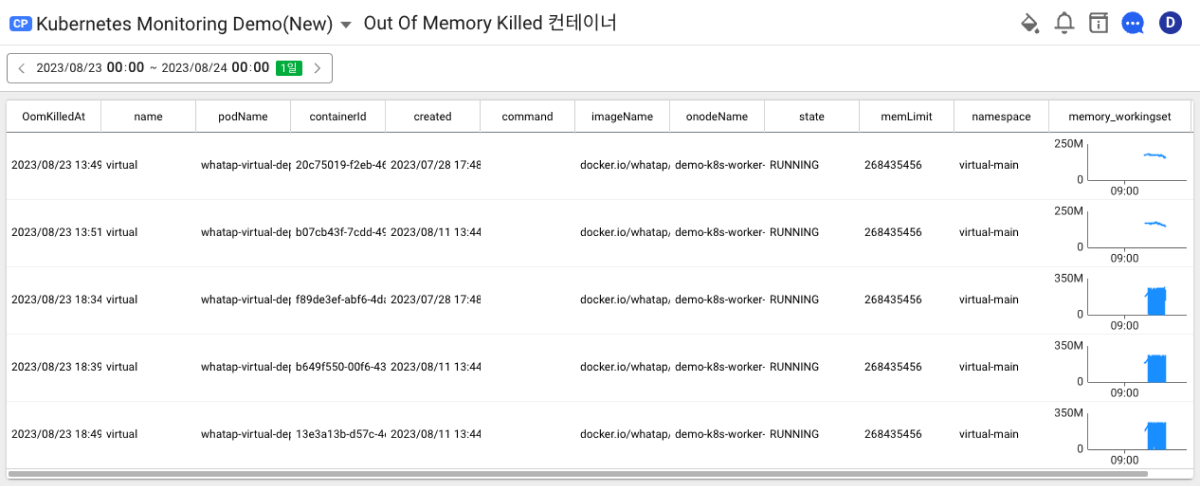 CP Kubernetes Monitoring Demo(New) Out Of Memory Killed 컨테이너 D
2023/08/23 00:00 ~ 2023/08/24 00:00 1일
OomKilledAt name podName containerId created command imageName onodeName state memLimit namespace memory_workingset
2023/08/23 13:49 virtual whatap-virtual-dep 20c75019-f2eb-46 2023/07/28 17:48 docker.io/whatap/ demo-k8s-worker- RUNNING 268435456 virtual-main 250M
0
09:00
2023/08/23 13:51 virtual whatap-virtual-dep b07cb43f-7cdd-49 2023/08/11 13:44 docker.io/whatap/ demo-k8s-worker- RUNNING 268435456 virtual-main 250M
0
09:00
2023/08/23 18:34 virtual whatap-virtual-dep f89de3ef-abf6-4da 2023/07/28 17:48 docker.io/whatap/ demo-k8s-worker- RUNNING 268435456 virtual-main 350M
0
09:00
2023/08/23 18:39 virtual whatap-virtual-dep b649f550-00f6-43 2023/08/11 13:44 docker.io/whatap/ demo-k8s-worker- RUNNING 268435456 virtual-main 350M
0
09:00
2023/08/23 18:49 virtual whatap-virtual-dep 13e3a13b-d57c-4 2023/08/11 13:44 docker.io/whatap/ demo-k8s-worker- RUNNING 268435456 virtual-main 350M
0
09:00